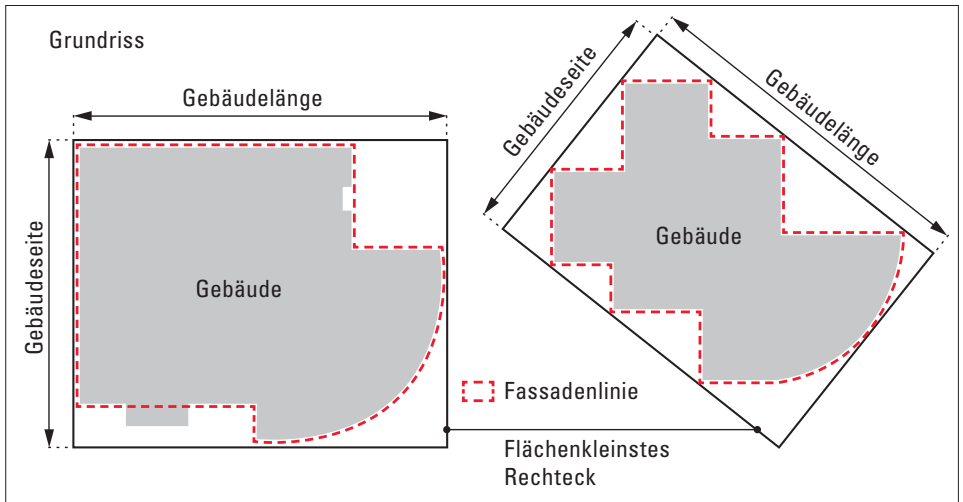 Grundriss
Gebäudelänge
Gebäudeseite
Gebäude
Gebäudeseite
Gebäudelänge
Gebäude
Fassadenlinie
Flächenkleinstes
Rechteck